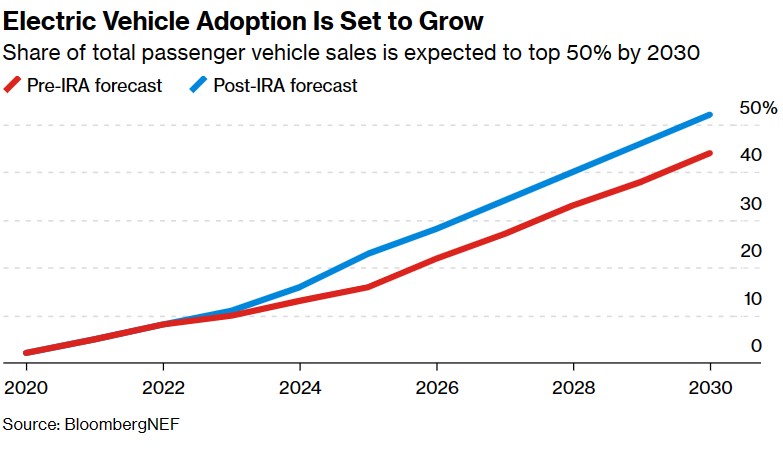 Electric Vehicle Adoption Is Set to Grow
Share of total passenger vehicle sales is expected to top 50% by 2030
Pre-IRA forecast Post-IRA forecast
50%
40
30
20
10
0
2020 2022 2024 2026 2028 2030
Source: BloombergNEF